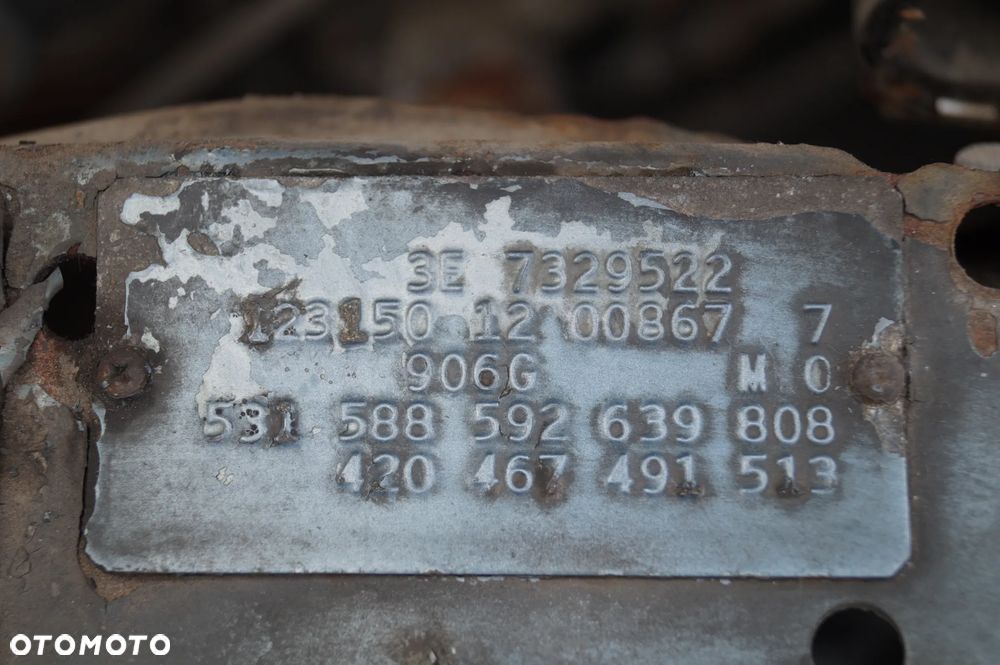 3E 7329522
123150 12 00867 7
906G M 0
531 588 592 639 808
420 467 491 513
OTOMOTO